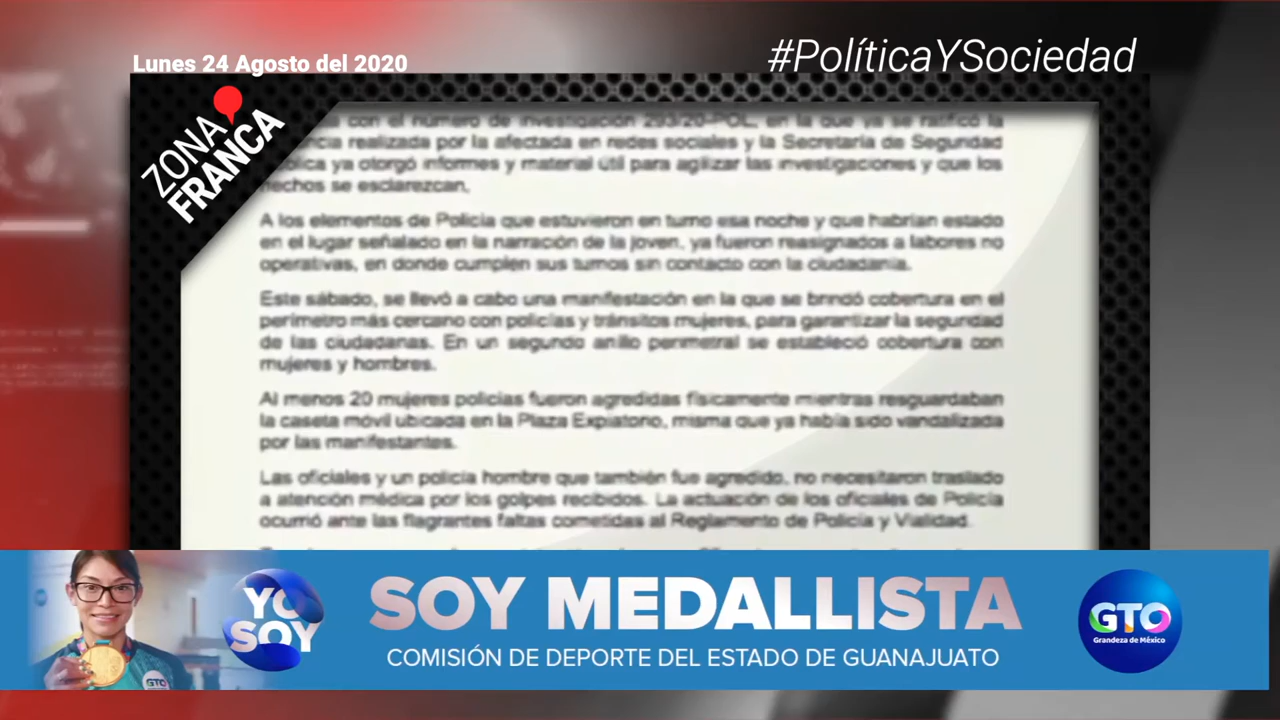 Lunes 24 Agosto del 2020
#PolíticaYSociedad
ZONA
FRANCA
con el número de investigación 293/20-POL, en la que ya se ratificó la
realizada por la afectada en redes sociales y la Secretaría de Seguridad
ya otorgó informes y material útil para agilizar las investigaciones y que los
hechos se esclarezcan.
A los elementos de Policía que estuvieron en turno esa noche y que habrían estado
en el lugar señalado en la narración de la joven, ya fueron reasignados a labores no
operativas, en donde cumplen sus turnos sin contacto con la ciudadanía.
Este sábado, se llevó a cabo una manifestación en la que se brindó cobertura en el
perímetro más cercano con policías y tránsitos mujeres, para garantizar la seguridad
de las ciudadanas. En un segundo anillo perimetral se estableció cobertura con
mujeres y hombres.
Al menos 20 mujeres policías fueron agredidas físicamente mientras resguardaban
la caseta móvil ubicada en la Plaza Expiatorio, misma que ya había sido vandalizada
por las manifestantes.
Las oficiales y un policía hombre que también fue agredido, no necesitaron traslado
a atención médica por los golpes recibidos. La actuación de los oficiales de Policía
ocurrió ante las flagrantes faltas cometidas al Reglamento de Policía y Vialidad.
YO
SOY
SOY MEDALLISTA
COMISIÓN DE DEPORTE DEL ESTADO DE GUANAJUATO
GTO
Grandeza de México
GTO